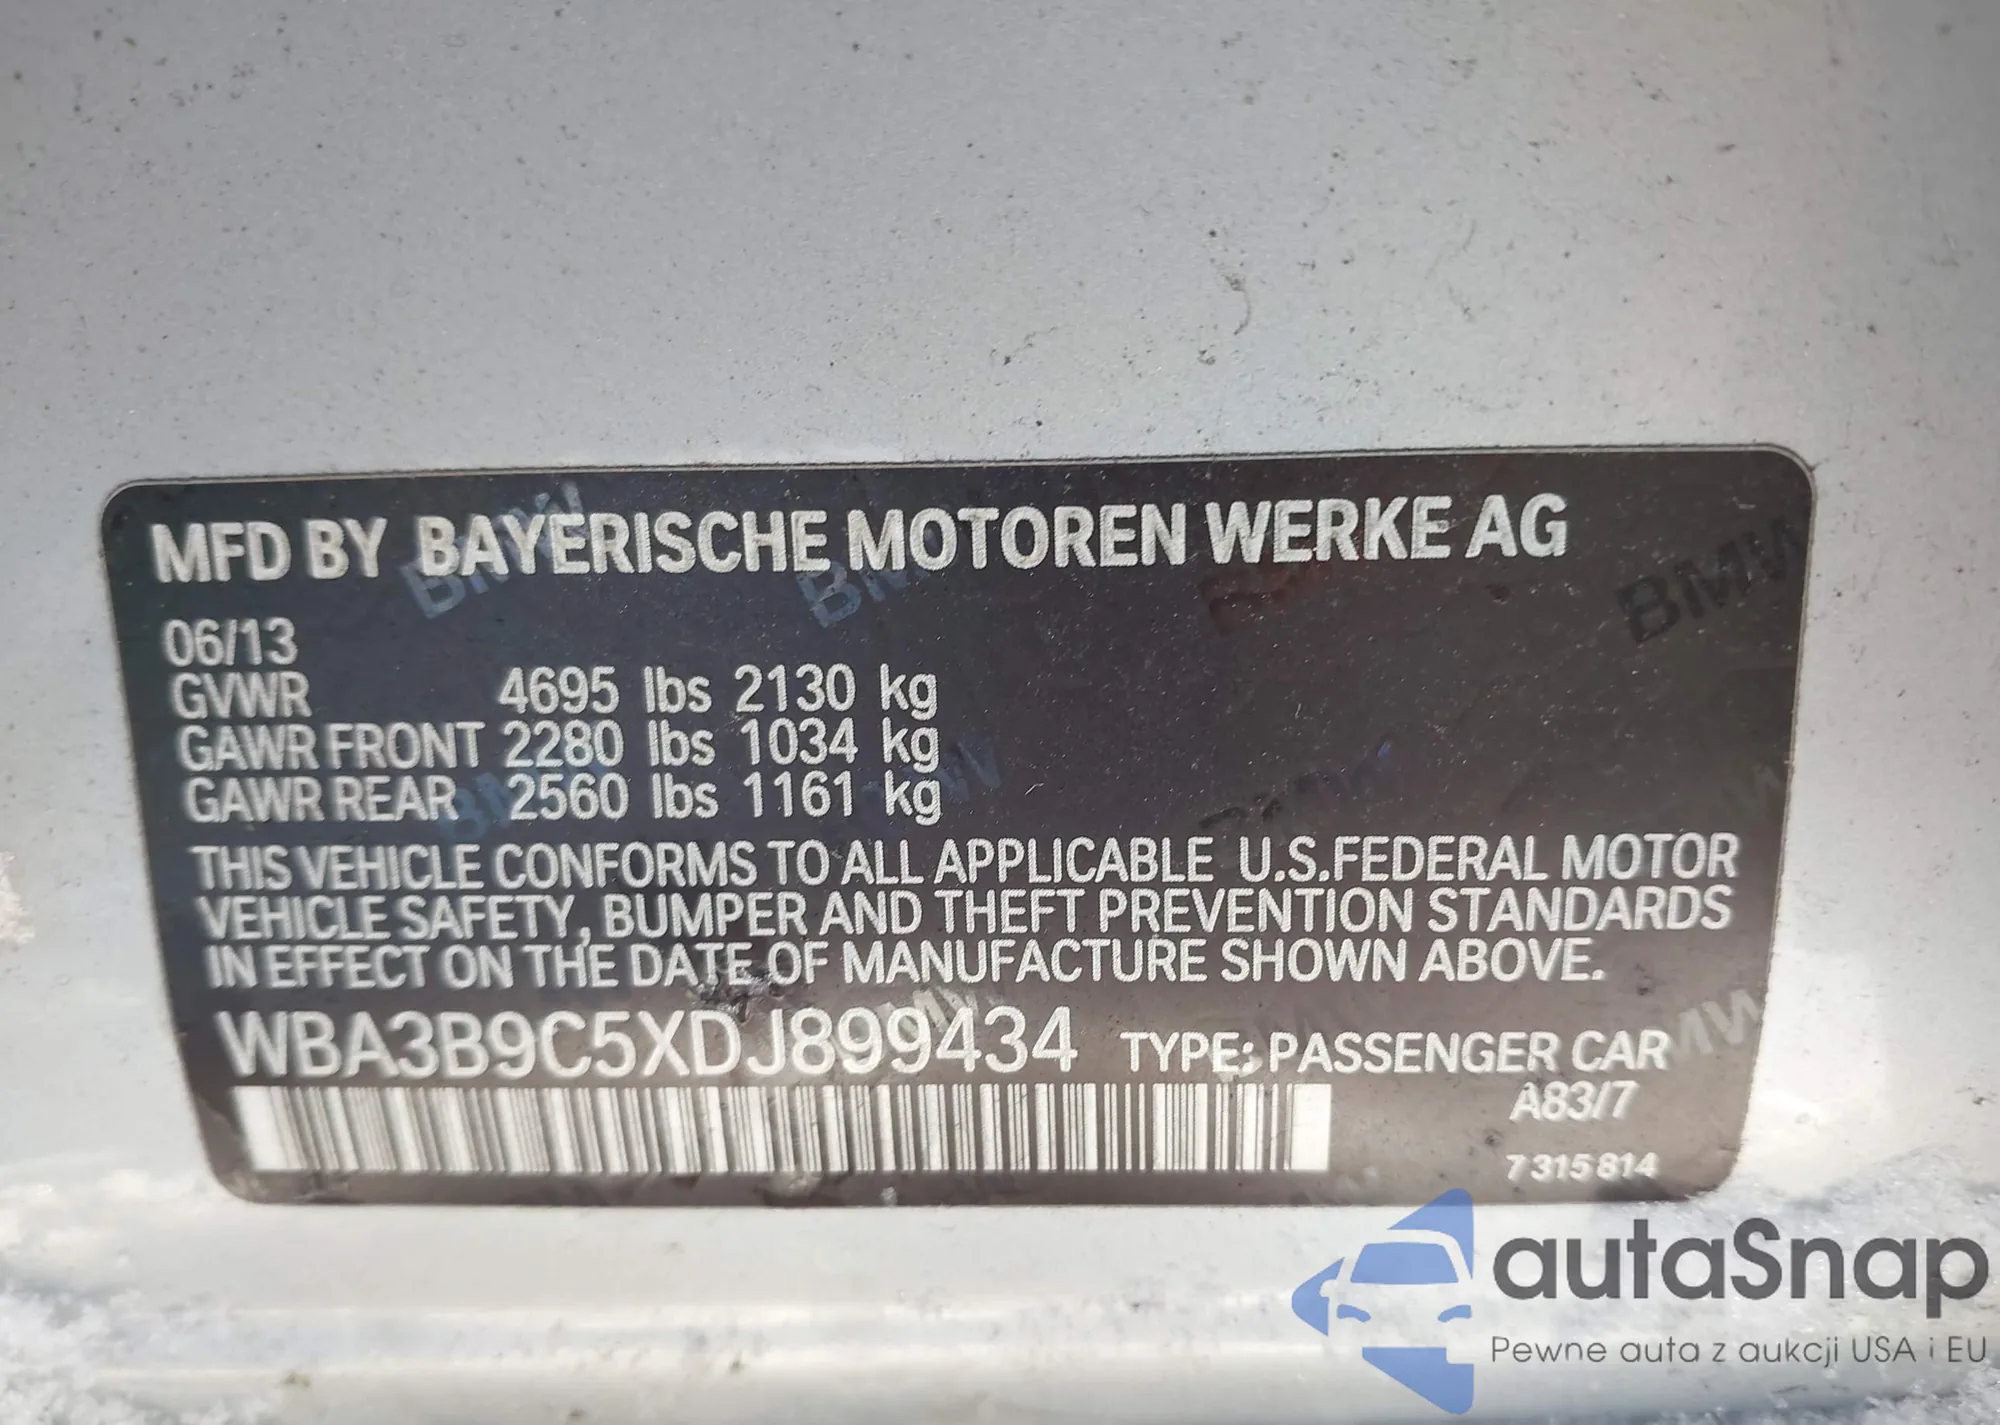 MFD BY BAYERISCHE MOTOREN WERKE AG
06/13
GVWR 4695 lbs 2130 kg
GAWR FRONT 2280 lbs 1034 kg
GAWR REAR 2560 lbs 1161 kg
THIS VEHICLE CONFORMS TO ALL APPLICABLE U.S.FEDERAL MOTOR
VEHICLE SAFETY, BUMPER AND THEFT PREVENTION STANDARDS
IN EFFECT ON THE DATE OF MANUFACTURE SHOWN ABOVE.
WBA3B9C5XDJ899434 TYPE: PASSENGER CAR
A83/7
7 315 814
autaSnap
Pewne auta z aukcji USA i EU